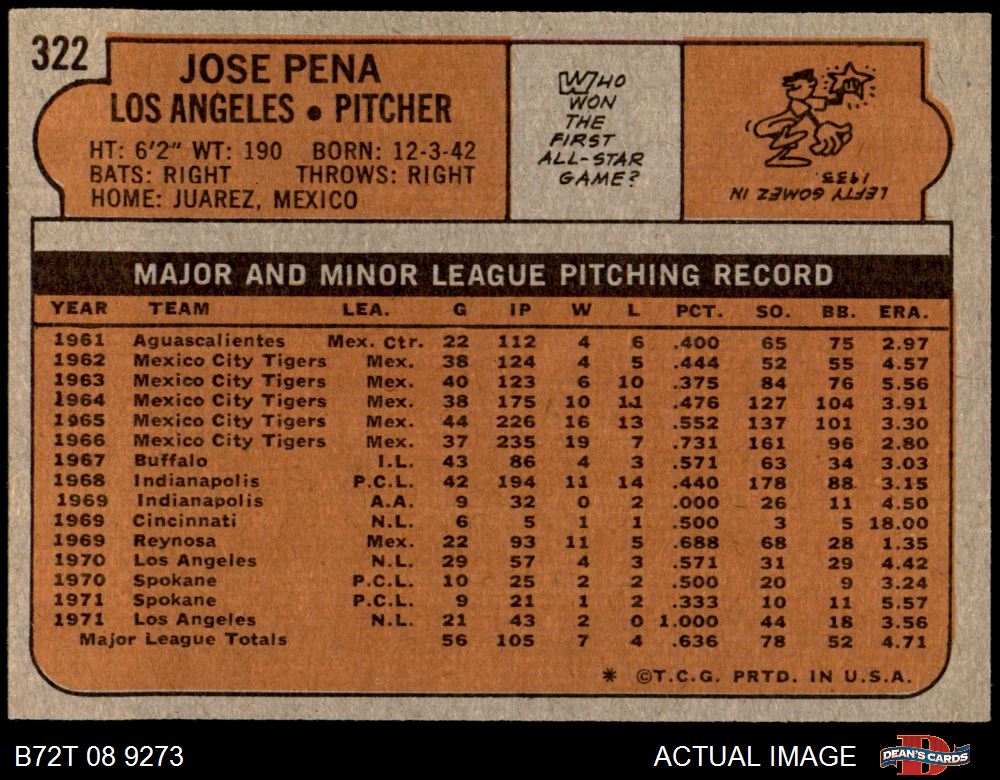 322
JOSE PENA
LOS ANGELES • PITCHER
HT: 6'2" WT: 190 BORN: 12-3-42
BATS: RIGHT THROWS: RIGHT
HOME: JUAREZ, MEXICO
WHO
WON
THE
FIRST
ALL-STAR
GAME?
LEFTY GOMEZ IN
1933.
MAJOR AND MINOR LEAGUE PITCHING RECORD
YEAR TEAM LEA. G IP W L PCT. SO. BB. ERA.
1961 Aguascalientes Mex. Ctr. 22 112 4 6 .400 65 75 2.97
1962 Mexico City Tigers Mex. 38 124 4 5 .444 52 55 4.57
1963 Mexico City Tigers Mex. 40 123 6 10 .375 84 76 5.56
1964 Mexico City Tigers Mex. 38 175 10 11 .476 127 104 3.91
1965 Mexico City Tigers Mex. 44 226 16 13 .552 137 101 3.30
1966 Mexico City Tigers Mex. 37 235 19 7 .731 161 96 2.80
1967 Buffalo I.L. 43 86 4 3 .571 63 34 3.03
1968 Indianapolis P.C.L. 42 194 11 14 .440 178 88 3.15
1969 Indianapolis A.A. 9 32 0 2 .000 26 11 4.50
1969 Cincinnati N.L. 6 5 1 1 .500 3 5 18.00
1969 Reynosa Mex. 22 93 11 5 .688 68 28 1.35
1970 Los Angeles N.L. 29 57 4 3 .571 31 29 4.42
1970 Spokane P.C.L. 10 25 2 2 .500 20 9 3.24
1971 Spokane P.C.L. 9 21 1 2 .333 10 11 5.57
1971 Los Angeles N.L. 21 43 2 0 1.000 44 18 3.56
Major League Totals 56 105 7 4 .636 78 52 4.71
* ©T.C.G. PRTD. IN U.S.A.
B72T 08 9273
ACTUAL IMAGE
DEAN'S CARDS